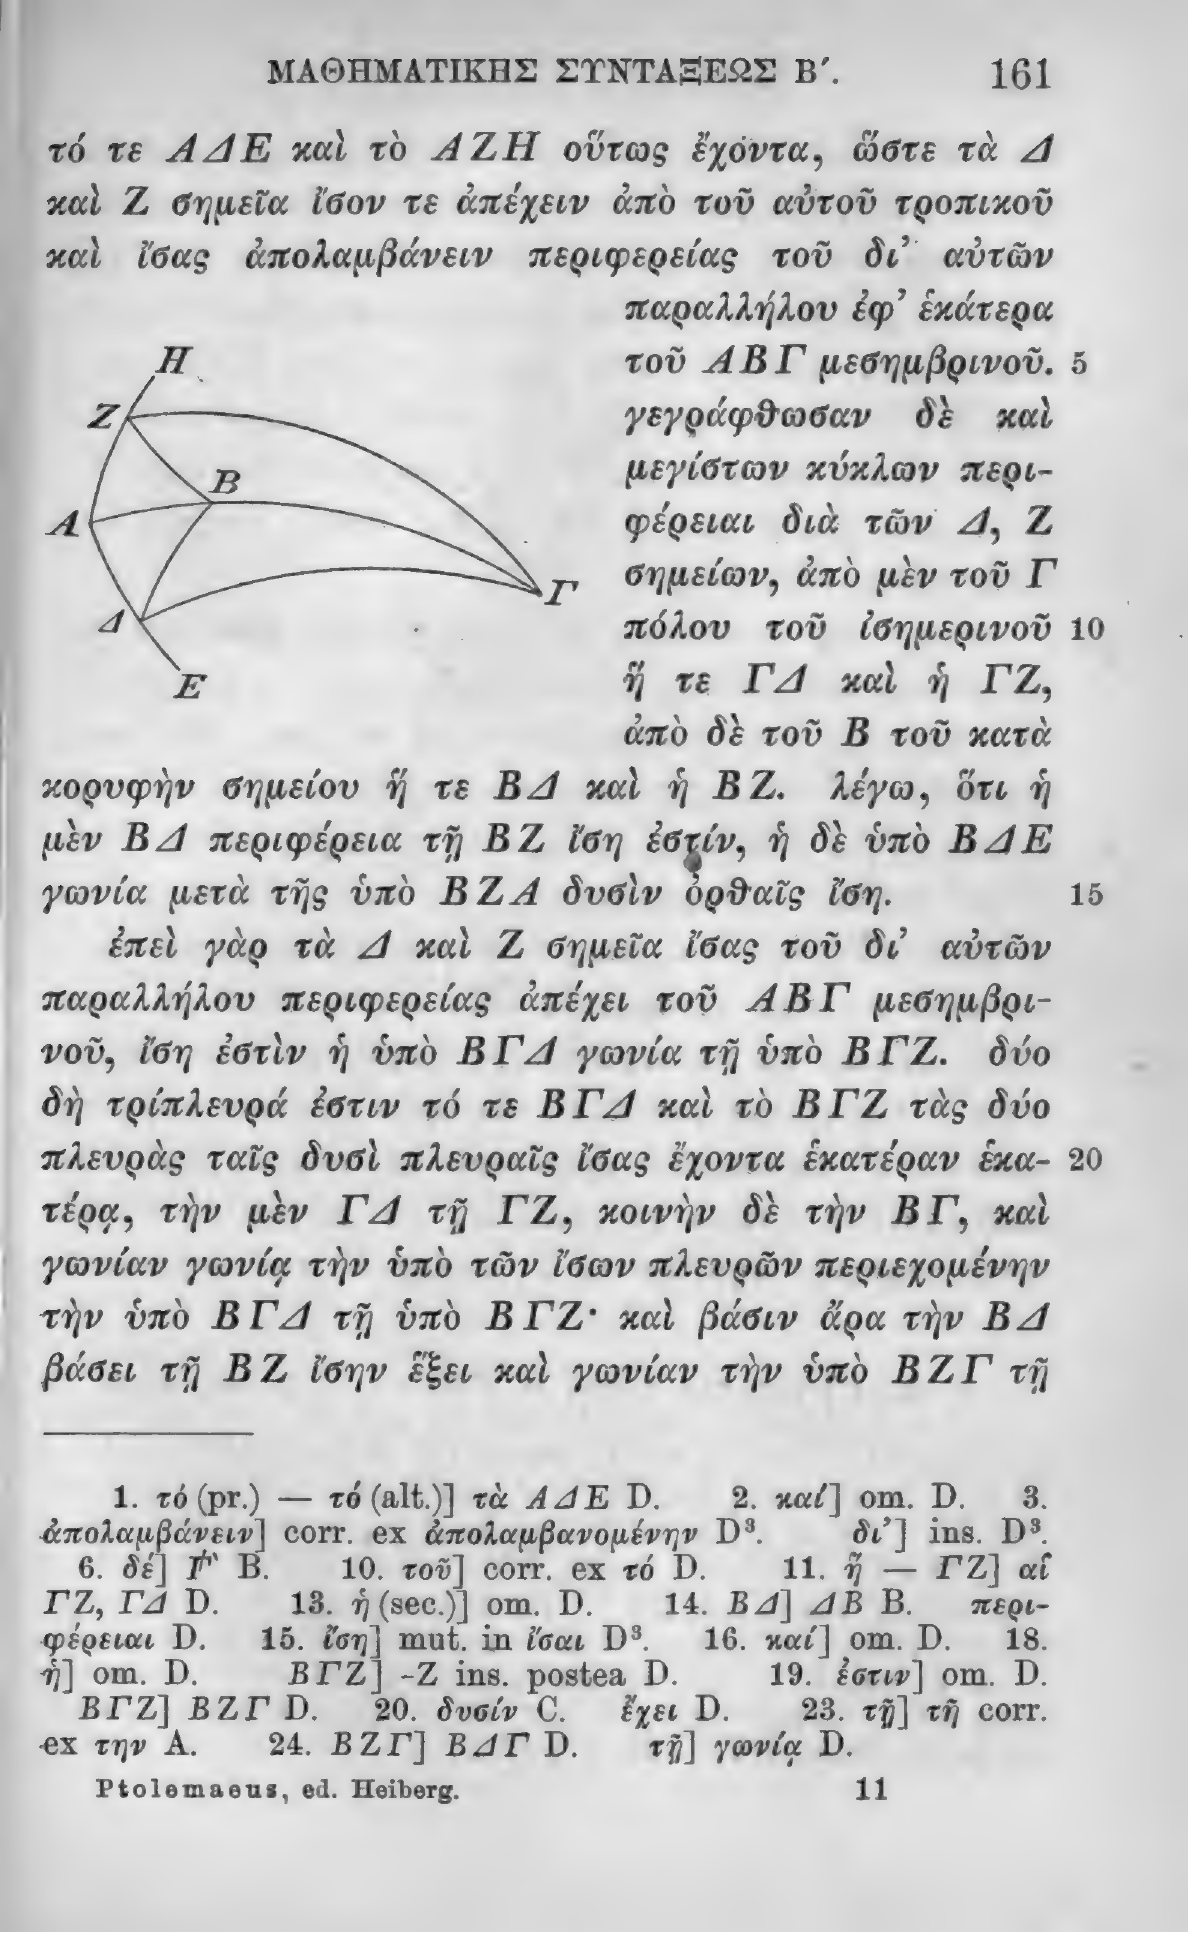 ΜΑΘΗΜΑΤΙΚΗΣ ΣΥΝΤΑΞΕΩΣ Β΄. 161
τό τε ΑΔΕ καὶ τὸ ΑΖΗ οὕτως ἔχοντα, ὥστε τὰ Δ
καὶ Ζ σημεῖα ἴσον τε ἀπέχειν ἀπὸ τοῦ αὐτοῦ τροπικοῦ
καὶ ἴσας ἀπολαμβάνειν περιφερείας τοῦ δι’ αὐτῶν
παραλλήλου ἐφ’ ἑκάτερα
τοῦ ΑΒΓ μεσημβρινοῦ. 5
γεγράφθωσαν δὲ καὶ
μεγίστων κύκλων περι-
φέρειαι διὰ τῶν Δ, Ζ
σημείων, ἀπὸ μὲν τοῦ Γ
πόλου τοῦ ἰσημερινοῦ 10
ἥ τε ΓΔ καὶ ἡ ΓΖ,
ἀπὸ δὲ τοῦ Β τοῦ κατὰ
Η
Ζ
Β
Α
Γ
Δ
Ε
κορυφὴν σημείου ἥ τε ΒΔ καὶ ἡ ΒΖ. λέγω, ὅτι ἡ
μὲν ΒΔ περιφέρεια τῇ ΒΖ ἴση ἐστίν, ἡ δὲ ὑπὸ ΒΔΕ
γωνία μετὰ τῆς ὑπὸ ΒΖΑ δυσὶν ὀρθαῖς ἴση. 15
ἐπεὶ γὰρ τὰ Δ καὶ Ζ σημεῖα ἴσας τοῦ δι’ αὐτῶν
παραλλήλου περιφερείας ἀπέχει τοῦ ΑΒΓ μεσημβρι-
νοῦ, ἴση ἐστὶν ἡ ὑπὸ ΒΓΔ γωνία τῇ ὑπὸ ΒΓΖ. δύο
δὴ τρίπλευρά ἐστιν τό τε ΒΓΔ καὶ τὸ ΒΓΖ τὰς δύο
πλευρὰς ταῖς δυσὶ πλευραῖς ἴσας ἔχοντα ἑκατέραν ἑκα- 20
τέρᾳ, τὴν μὲν ΓΔ τῇ ΓΖ, κοινὴν δὲ τὴν ΒΓ, καὶ
γωνίαν γωνίᾳ τὴν ὑπὸ τῶν ἴσων πλευρῶν περιεχομένην
τὴν ὑπὸ ΒΓΔ τῇ ὑπὸ ΒΓΖ· καὶ βάσιν ἄρα τὴν ΒΔ
βάσει τῇ ΒΖ ἴσην ἕξει καὶ γωνίαν τὴν ὑπὸ ΒΖΓ τῇ
1. τό (pr.) — τό (alt.)] τὰ ΑΔΕ D. 2. καί] om. D. 3.
ἀπολαμβάνειν] corr. ex ἀπολαμβανομένην D³. δι’] ins. D³.
6. δέ] B. 10. τοῦ] corr. ex τό D. 11. ἥ — ΓΖ] αἵ
ΓΖ, ΓΔ D. 13. ἡ (sec.)] om. D. 14. ΒΔ] ΔΒ B. περι-
φέρειαι D. 15. ἴση] mut. in ἴσαι D³. 16. καί] om. D. 18.
ἡ] om. D. ΒΓΖ] -Ζ ins. postea D. 19. ἐστιν] om. D.
ΒΓΖ] ΒΖΓ D. 20. δυσίν C. ἔχει D. 23. τῇ] τῆ corr.
ex την A. 24. ΒΖΓ] ΒΔΓ D. τῇ] γωνίᾳ D.
Ptolemaeus, ed. Heiberg. 11